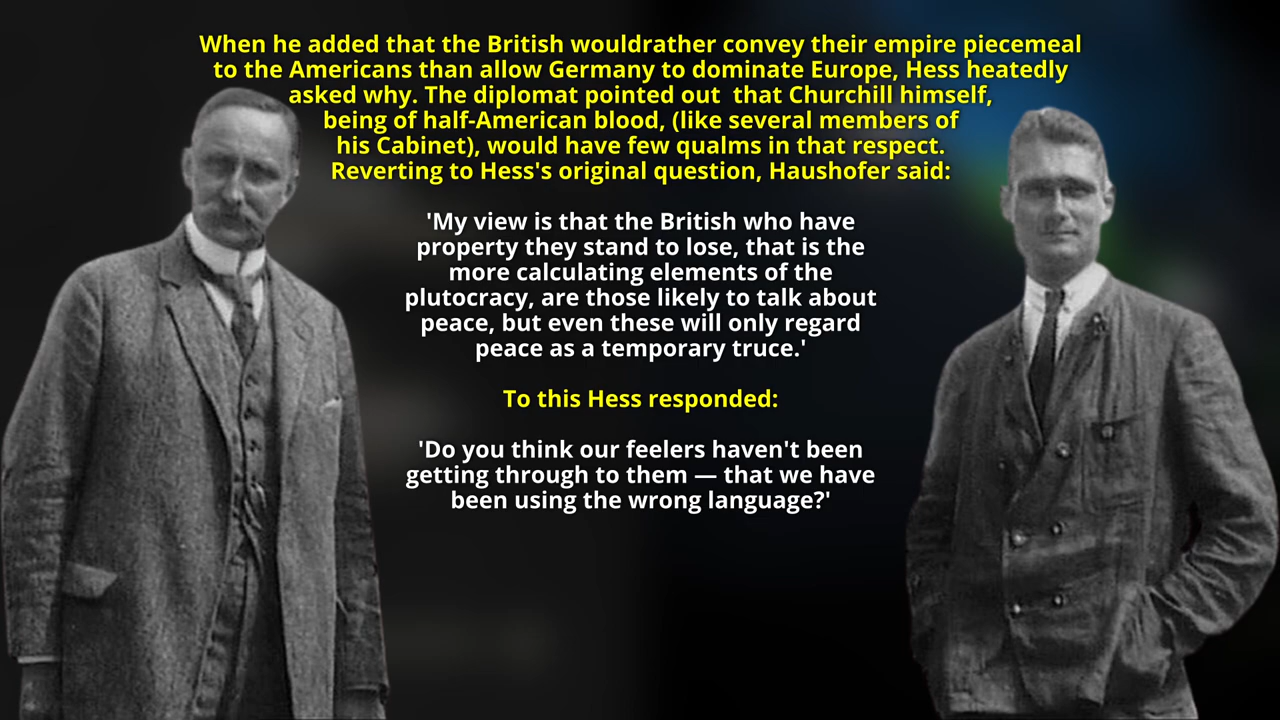 When he added that the British wouldrather convey their empire piecemeal
to the Americans than allow Germany to dominate Europe, Hess heatedly
asked why. The diplomat pointed out  that Churchill himself,
being of half-American blood, (like several members of
his Cabinet), would have few qualms in that respect.
Reverting to Hess's original question, Haushofer said:
'My view is that the British who have
property they stand to lose, that is the
more calculating elements of the
plutocracy, are those likely to talk about
peace, but even these will only regard
peace as a temporary truce.'
To this Hess responded:
'Do you think our feelers haven't been
getting through to them — that we have
been using the wrong language?'